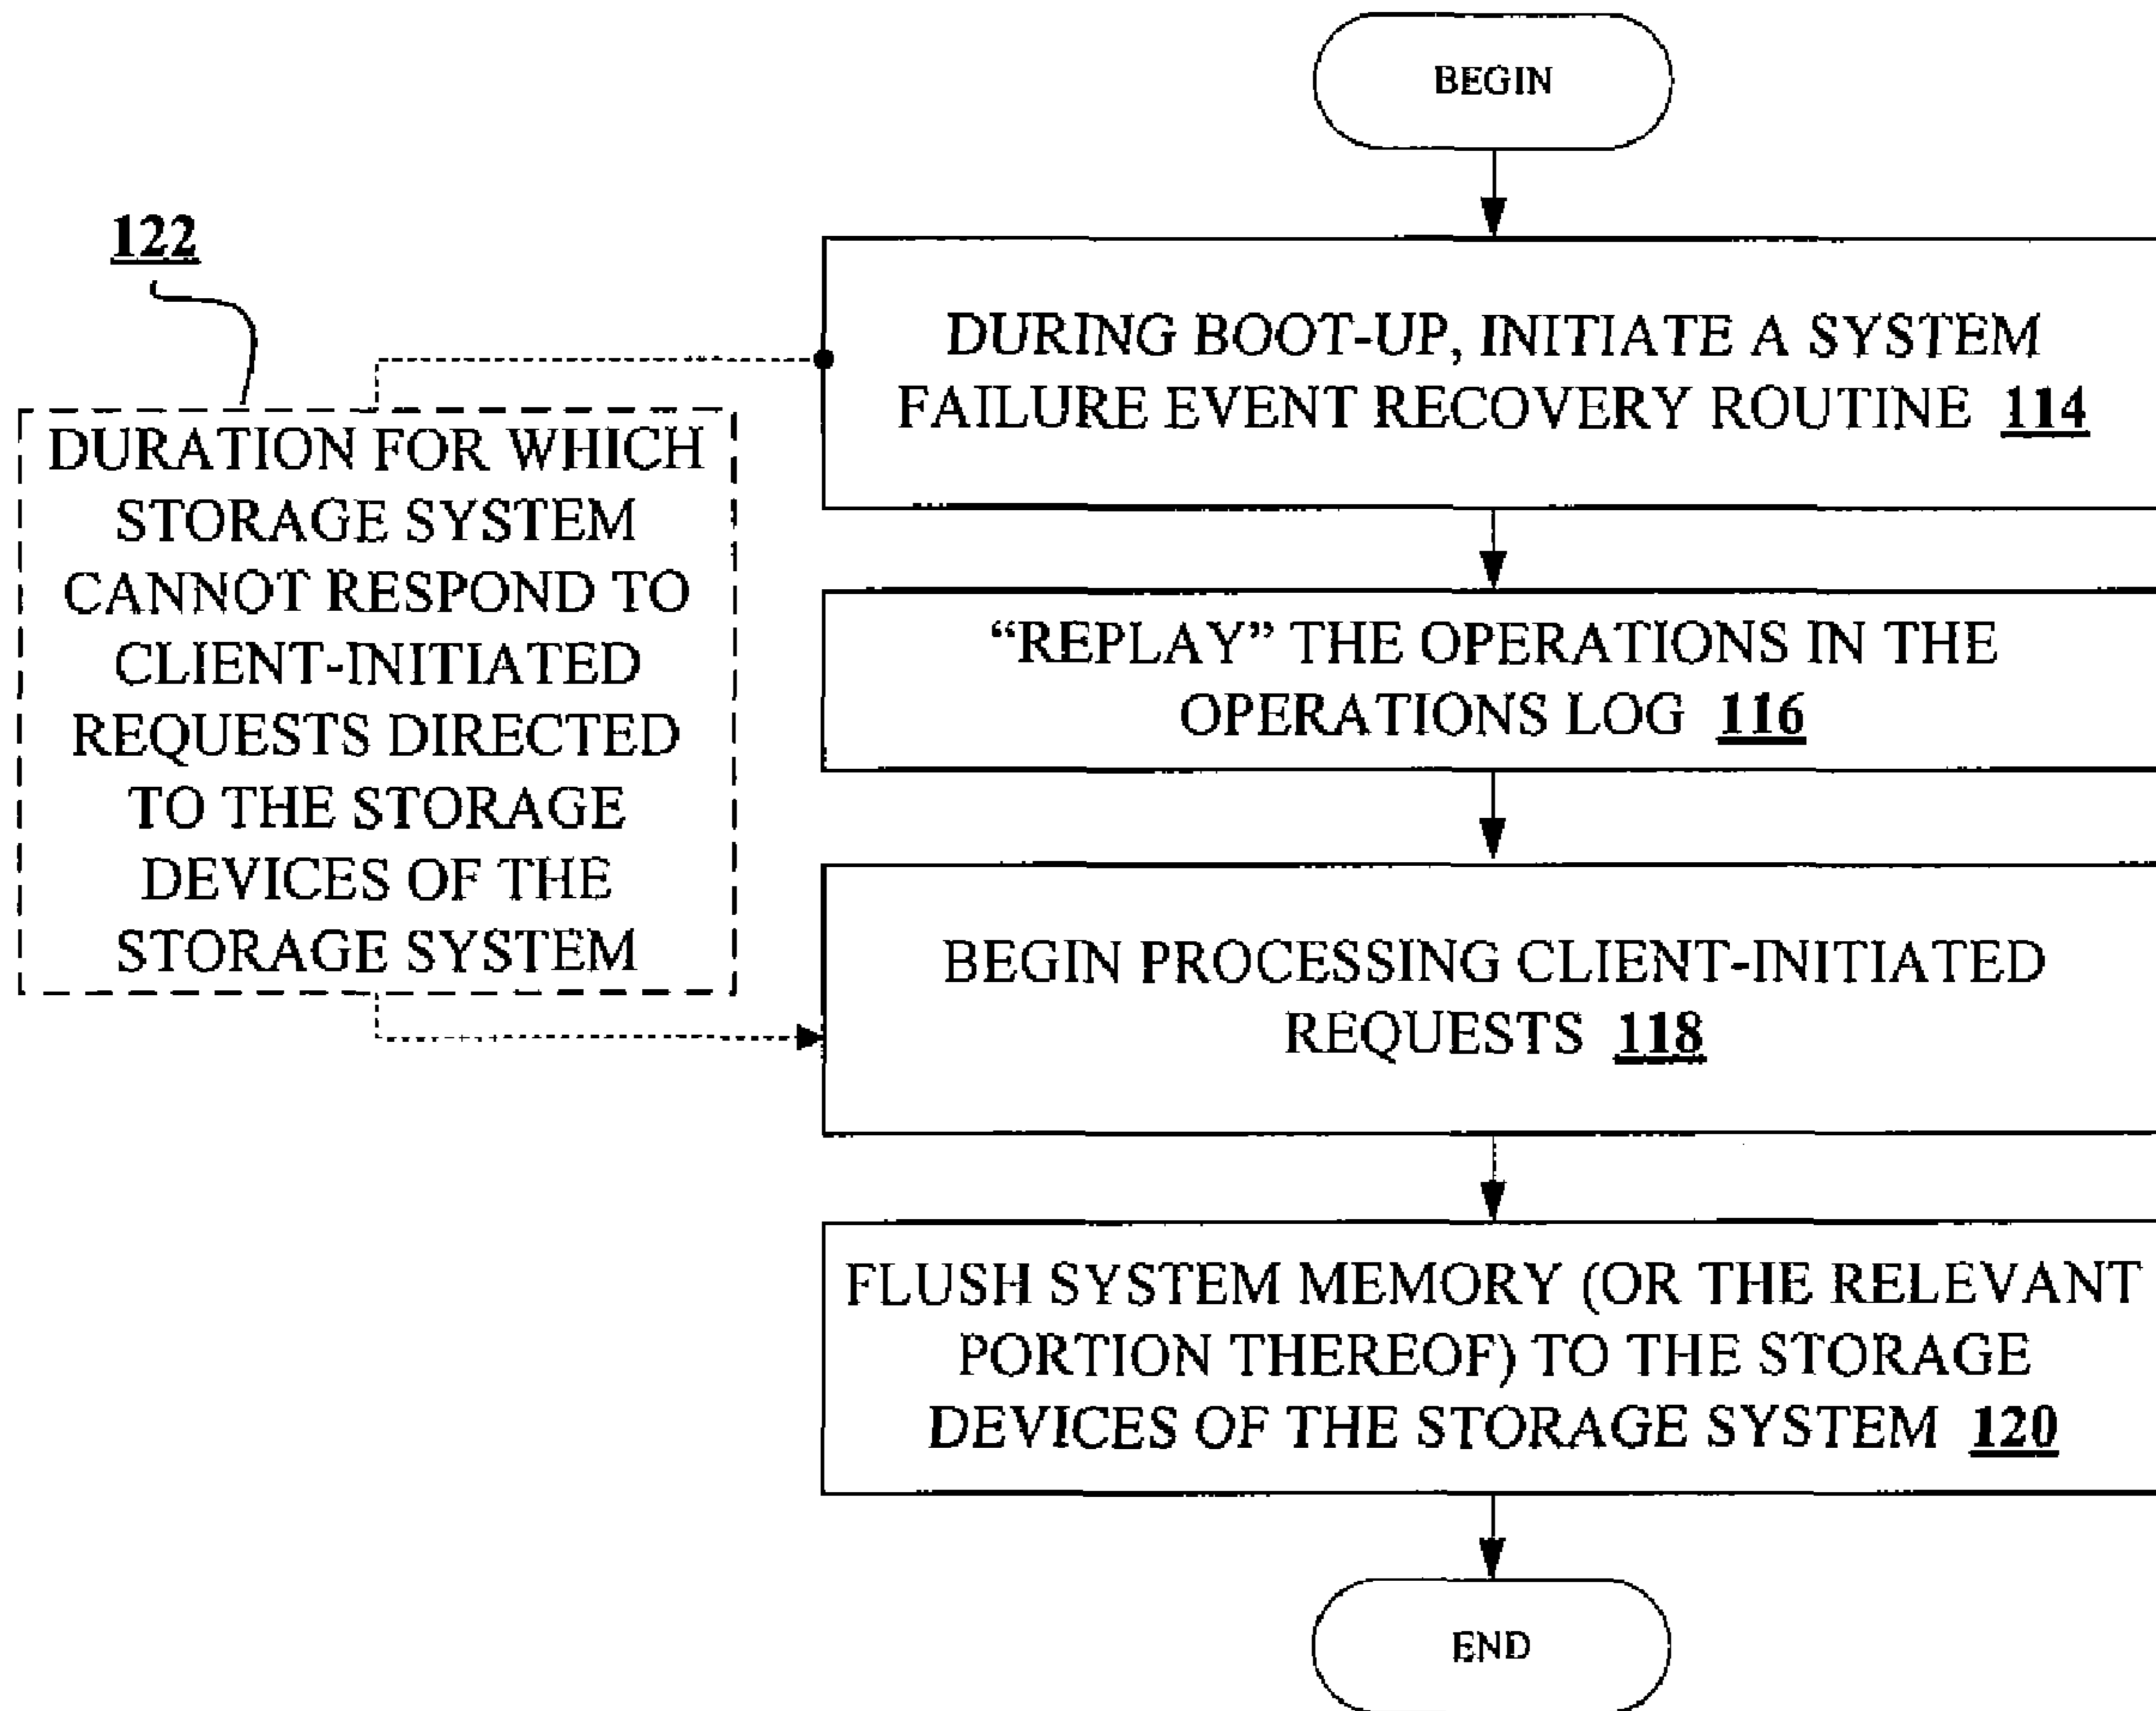 BEGIN
122
DURING BOOT-UP, INITIATE A SYSTEM
FAILURE EVENT RECOVERY ROUTINE 114
DURATION FOR WHICH
STORAGE SYSTEM
CANNOT RESPOND TO
CLIENT-INITIATED
REQUESTS DIRECTED
TO THE STORAGE
DEVICES OF THE
STORAGE SYSTEM
“REPLAY” THE OPERATIONS IN THE
OPERATIONS LOG 116
BEGIN PROCESSING CLIENT-INITIATED
REQUESTS 118
FLUSH SYSTEM MEMORY (OR THE RELEVANT
PORTION THEREOF) TO THE STORAGE
DEVICES OF THE STORAGE SYSTEM 120
END